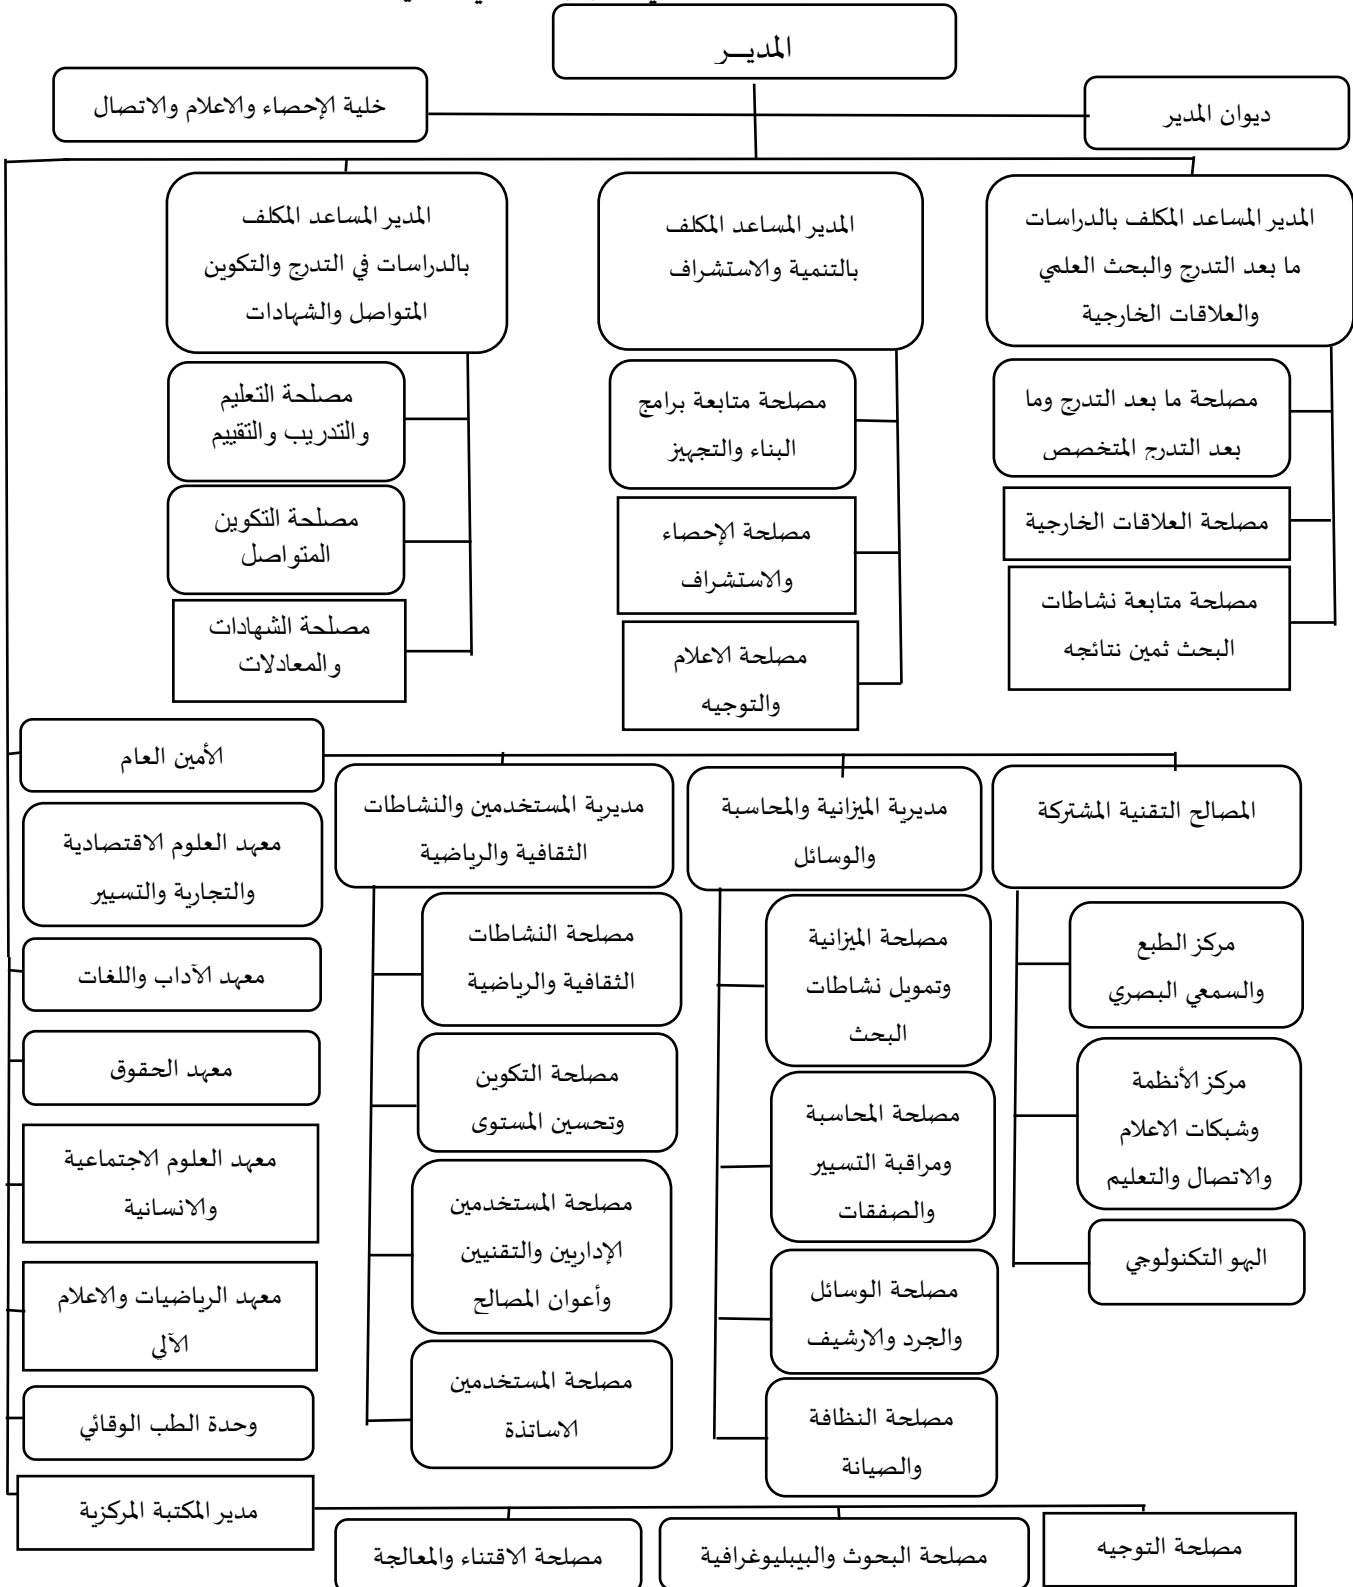 المديـــر
ديوان المدير
خلية الإحصاء والاعلام والاتصال
المدير المساعد المكلف بالدراسات
ما بعد التدرج والبحث العلمي
والعلاقات الخارجية
المدير المساعد المكلف
بالتنمية والاستشراف
المدير المساعد المكلف
بالدراسات في التدرج والتكوين
المتواصل والشهادات
مصلحة ما بعد التدرج وما
بعد التدرج المتخصص
مصلحة العلاقات الخارجية
مصلحة متابعة نشاطات
البحث ثمين نتائجه
مصلحة متابعة برامج
البناء والتجهيز
مصلحة الإحصاء
والاستشراف
مصلحة الاعلام
والتوجيه
مصلحة التعليم
والتدريب والتقييم
مصلحة التكوين
المتواصل
مصلحة الشهادات
والمعادلات
الأمين العام
المصالح التقنية المشتركة
مديرية الميزانية والمحاسبة
والوسائل
مديرية المستخدمين والنشاطات
الثقافية والرياضية
مركز الطبع
والسمعي البصري
مركز الأنظمة
وشبكات الاعلام
والاتصال والتعليم
البهو التكنولوجي
مصلحة الميزانية
وتمويل نشاطات
البحث
مصلحة المحاسبة
ومراقبة التسيير
والصفقات
مصلحة الوسائل
والجرد والارشيف
مصلحة النظافة
والصيانة
مصلحة النشاطات
الثقافية والرياضية
مصلحة التكوين
وتحسين المستوى
مصلحة المستخدمين
الإداريين والتقنيين
وأعوان المصالح
مصلحة المستخدمين
الاساتذة
معهد العلوم الاقتصادية
والتجارية والتسيير
معهد الآداب واللغات
معهد الحقوق
معهد العلوم الاجتماعية
والانسانية
معهد الرياضيات والاعلام
الآلي
وحدة الطب الوقائي
مدير المكتبة المركزية
مصلحة التوجيه
مصلحة البحوث والبيبليوغرافية
مصلحة الاقتناء والمعالجة